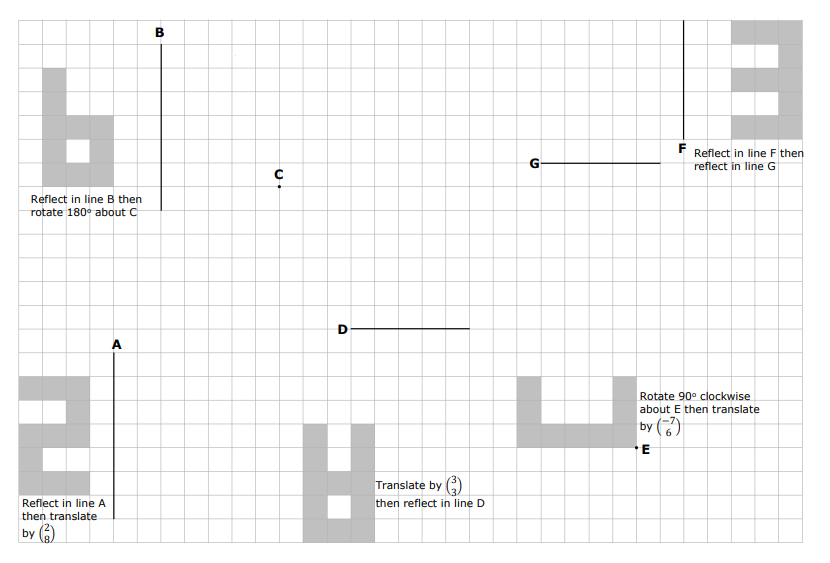 B
F
Reflect in line F then
reflect in line G
G
C
Reflect in line B then
rotate 180° about C
D
A
Rotate 90° clockwise
about E then translate
by (−7
6)
E
Translate by (3
3)
then reflect in line D
Reflect in line A
then translate
by (2
8)